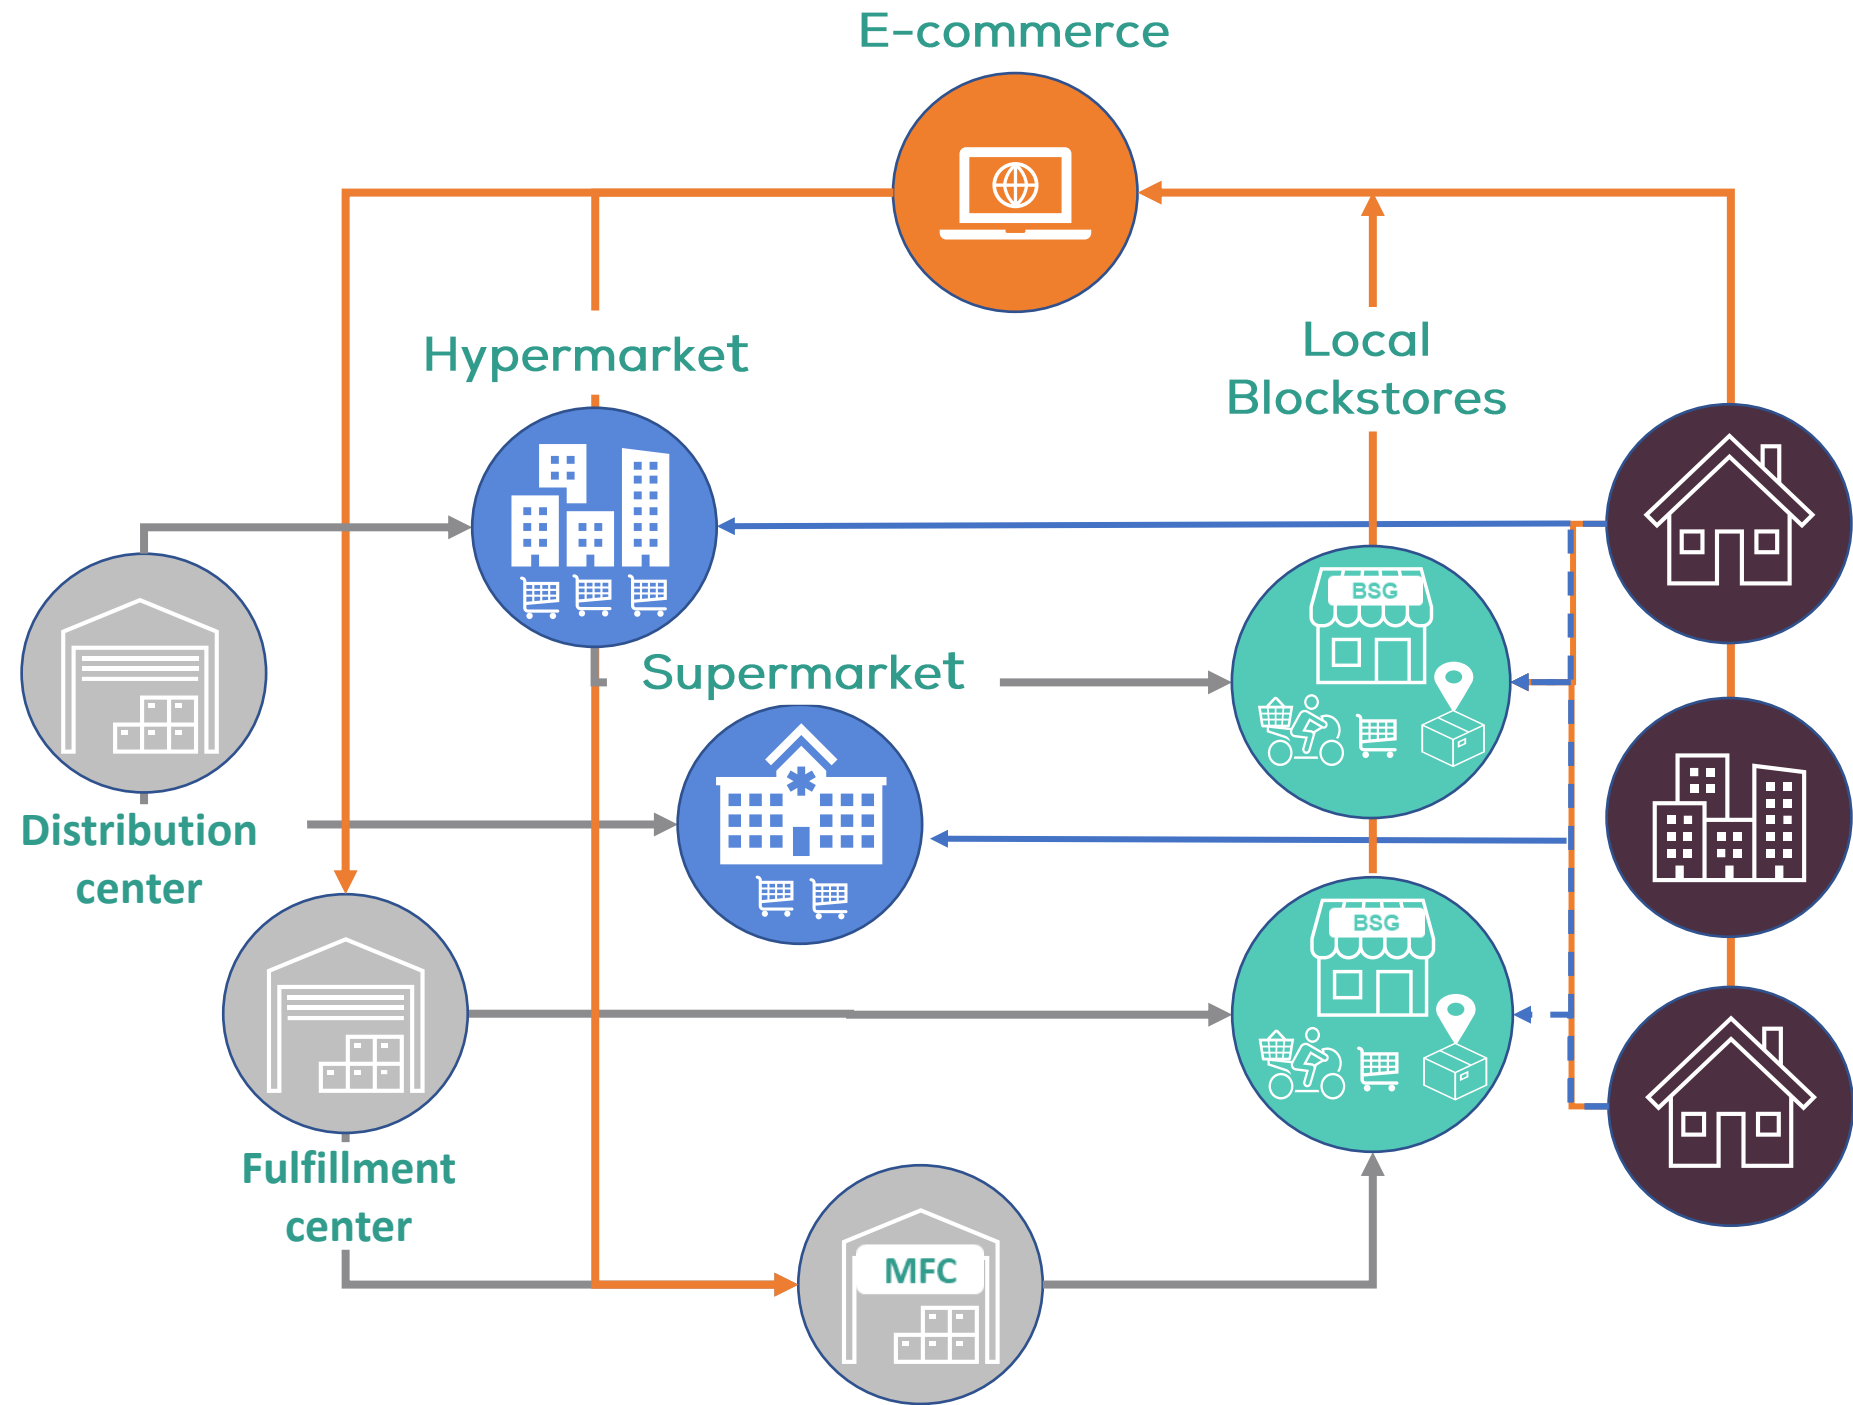 E-commerce
Hypermarket
Local
Blockstores
BSG
Supermarket
Distribution
center
BSG
Fulfillment
center
MFC